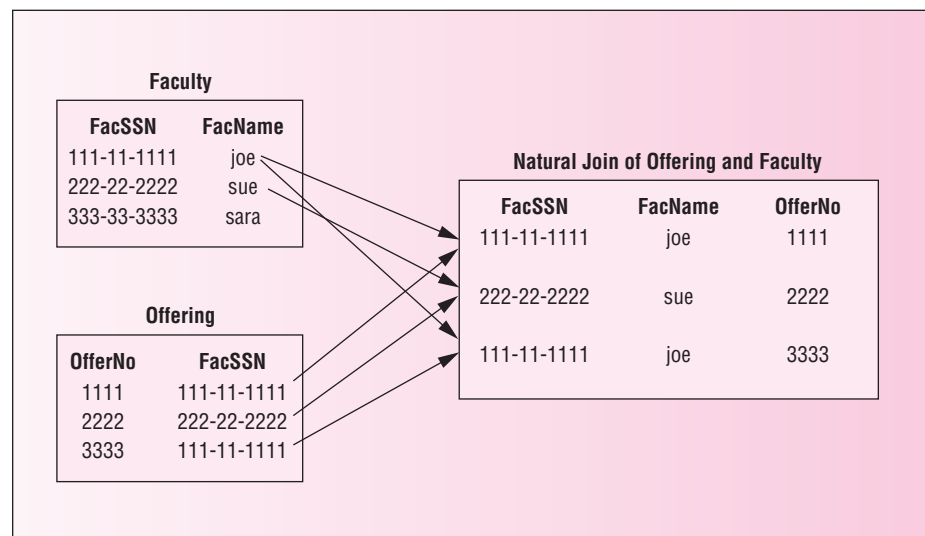 Faculty
FacSSN FacName
111-11-1111 joe
222-22-2222 sue
333-33-3333 sara
Offering
OfferNo FacSSN
1111 111-11-1111
2222 222-22-2222
3333 111-11-1111
Natural Join of Offering and Faculty
FacSSN FacName OfferNo
111-11-1111 joe 1111
222-22-2222 sue 2222
111-11-1111 joe 3333